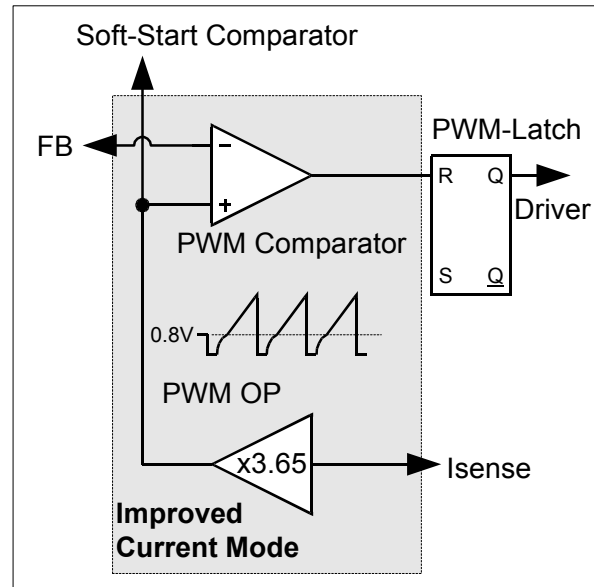 Soft-Start Comparator
FB
PWM-Latch
R Q
Driver
PWM Comparator
S Q
0.8V
PWM OP
x3.65
Isense
Improved
Current Mode